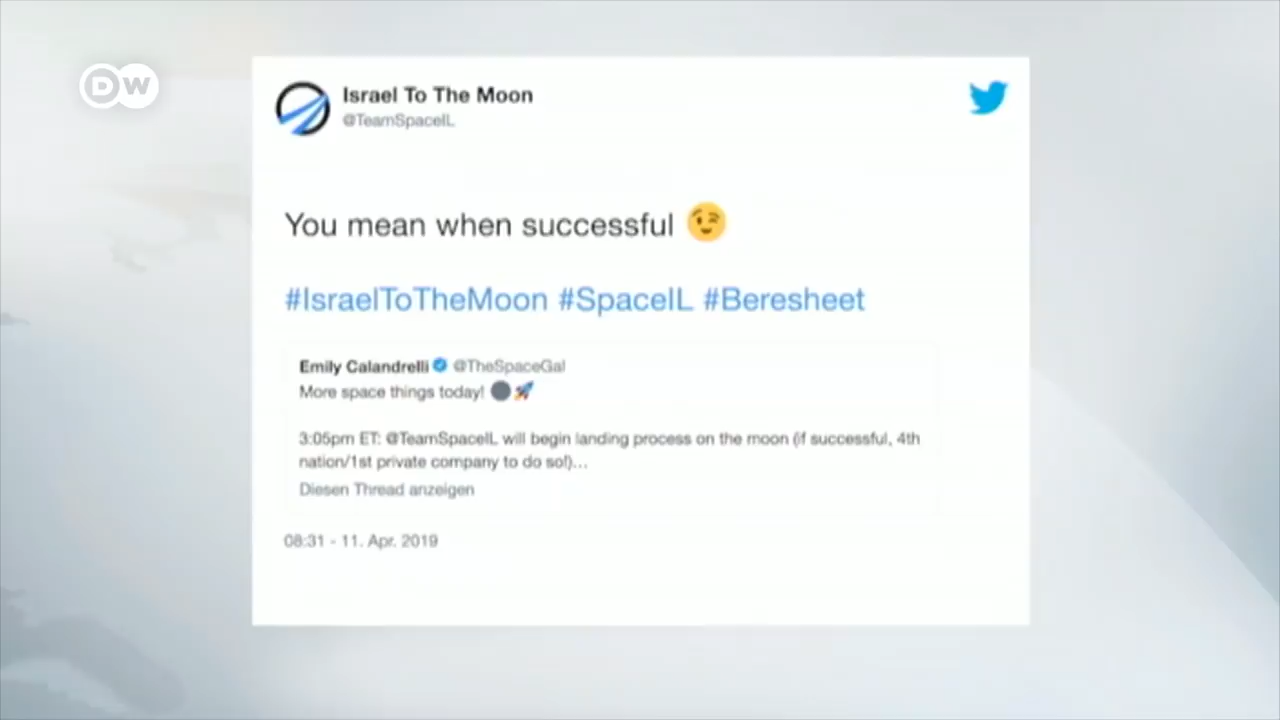 DW
Israel To The Moon
@TeamSpaceIL
You mean when successful 😉
#IsraelToTheMoon #SpaceIL #Beresheet
Emily Calandrelli @TheSpaceGal
More space things today! 🌑🚀
3:05pm ET: @TeamSpaceIL will begin landing process on the moon (if successful, 4th
nation/1st private company to do so!)...
Diesen Thread anzeigen
08:31 - 11. Apr. 2019